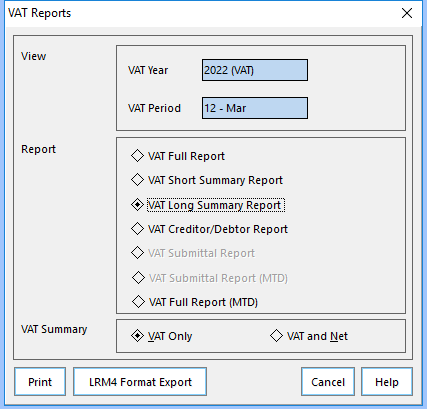 VAT Reports
View
VAT Year 2022 (VAT)
VAT Period 12 - Mar
Report
VAT Full Report
VAT Short Summary Report
VAT Long Summary Report
VAT Creditor/Debtor Report
VAT Submittal Report
VAT Submittal Report (MTD)
VAT Full Report (MTD)
VAT Summary
VAT Only VAT and Net
Print LRM4 Format Export Cancel Help